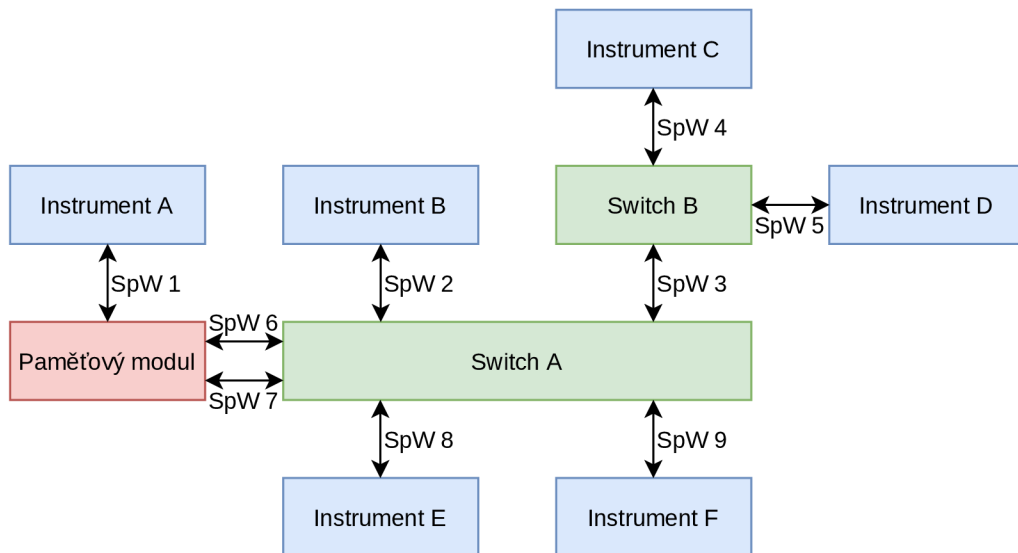 Instrument C
SpW 4
Instrument A
Instrument B
Switch B
SpW 5
Instrument D
SpW 1
SpW 2
SpW 3
Paměťový modul
SpW 6
SpW 7
Switch A
SpW 8
SpW 9
Instrument E
Instrument F